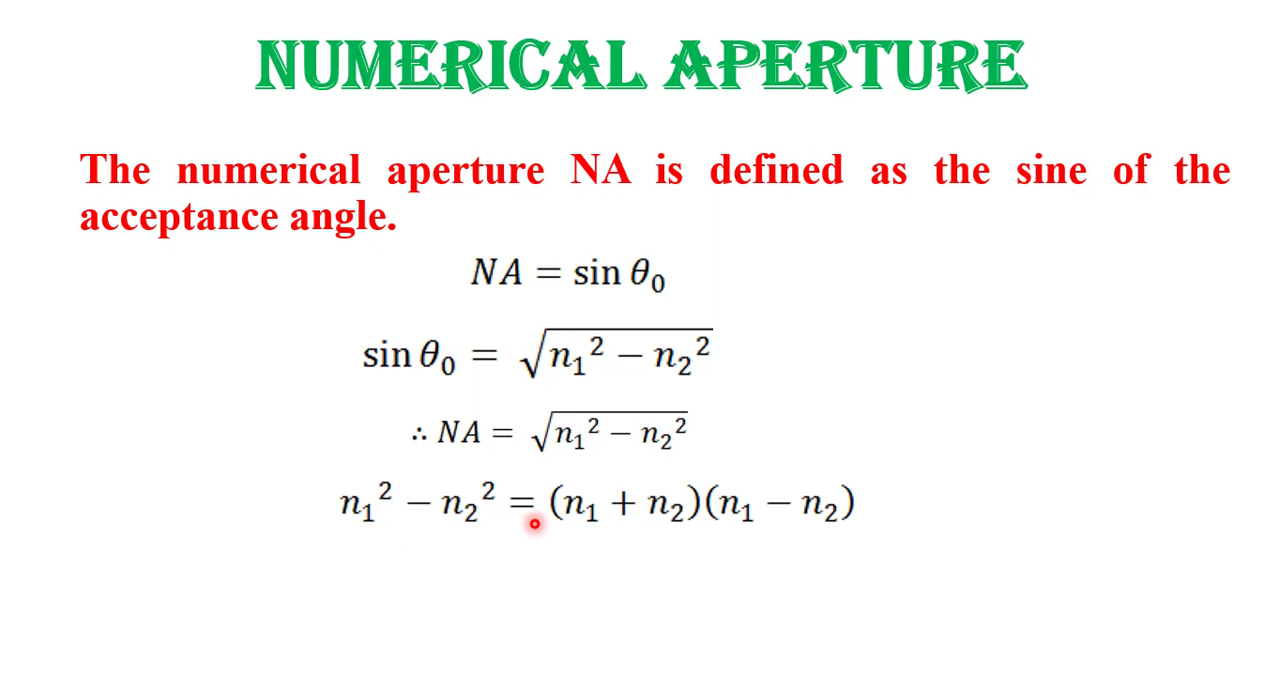 NUMERICAL APERTURE
The numerical aperture NA is defined as the sine of the
acceptance angle.
NA = sin θ₀
sin θ₀ = √(n₁² − n₂²)
∴ NA = √(n₁² − n₂²)
n₁² − n₂² = (n₁ + n₂)(n₁ − n₂)